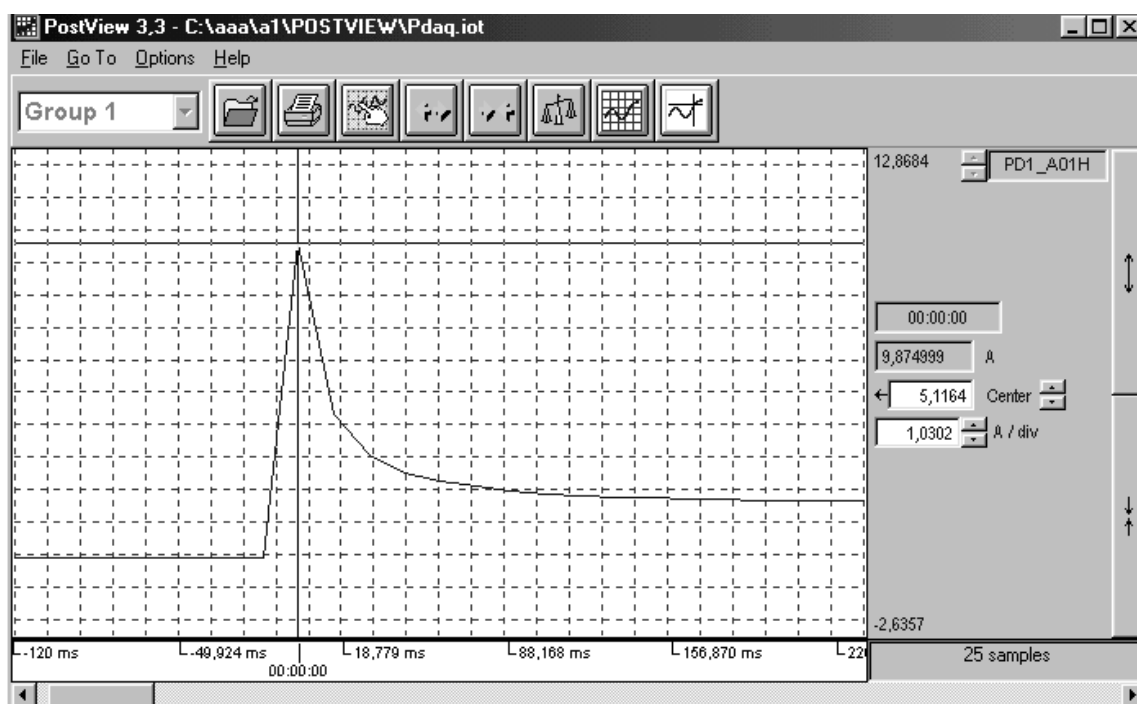 PostView 3,3 - C:\aaa\a1\POSTVIEW\Pdaq.iot
File Go To Options Help
Group 1
12,8684 PD1_A01H
00:00:00
9,874999 A
5,1164 Center
1,0302 A / div
-2,6357
-120 ms -49,924 ms 18,779 ms 88,168 ms 156,870 ms 22
00:00:00
25 samples